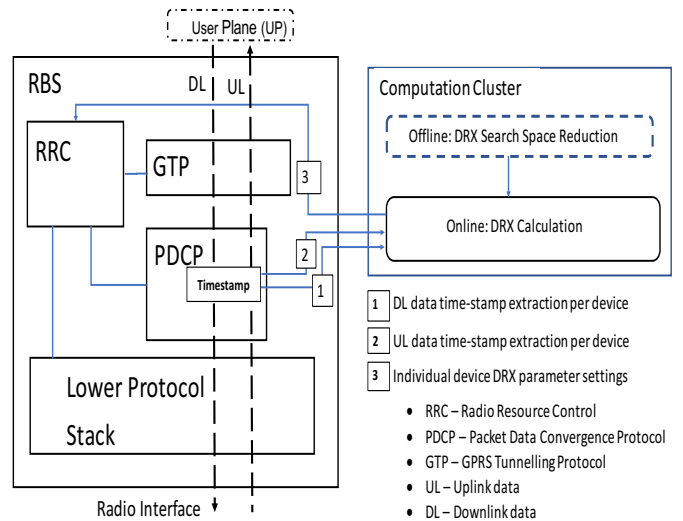 User Plane (UP)
RBS
DL
UL
RRC
GTP
3
PDCP
Timestamp
2
1
Lower Protocol
Stack
Radio Interface
Computation Cluster
Offline: DRX Search Space Reduction
Online: DRX Calculation
1 DL data time-stamp extraction per device
2 UL data time-stamp extraction per device
3 Individual device DRX parameter settings
• RRC – Radio Resource Control
• PDCP – Packet Data Convergence Protocol
• GTP – GPRS Tunnelling Protocol
• UL – Uplink data
• DL – Downlink data